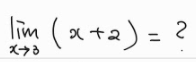 lim x→3 (x+2) = ?